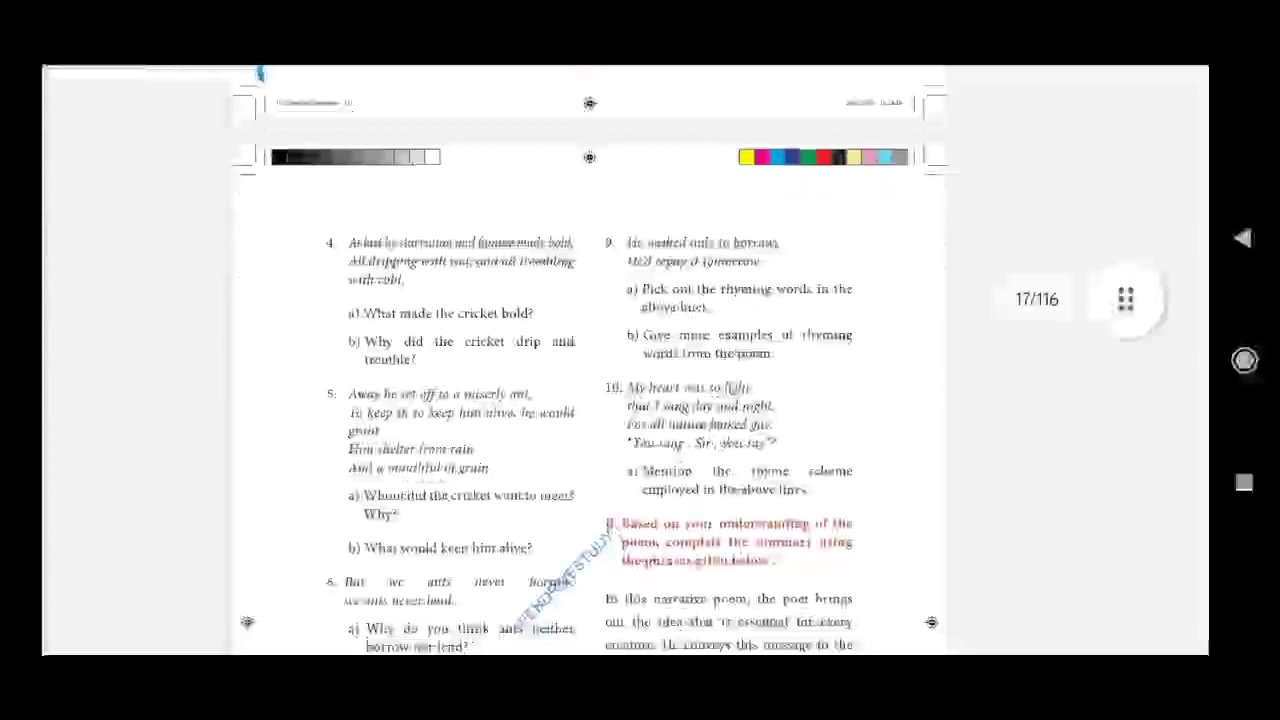 4. At last by starvation and famine made bold,
All dripping with wet, and all trembling
with cold,
a) What made the cricket bold?
b) Why did the cricket drip and
tremble?
5. Away he set off to a miserly ant,
To keep if to keep him alive, he would
grant
Him shelter from rain
And a mouthful of grain
a) Whom did the cricket want to meet?
Why?
b) What would keep him alive?
6. But we ants never borrow;
we ants never lend.
a) Why do you think ants neither
borrow nor lend?
9. He wished only to borrow;
He'd repay it tomorrow
a) Pick out the rhyming words in the
above lines.
b) Give more examples of rhyming
words from the poem.
10. My heart was so light
that I sang day and night,
For all nature looked gay.
"You sang, Sir, you say"?
a) Mention the rhyme scheme
employed in the above lines.
Based on your understanding of the
poem, complete the summary using
the phrases given below.
In this narrative poem, the poet brings
out the idea that is essential for every
creature. He conveys this message to the
17/116